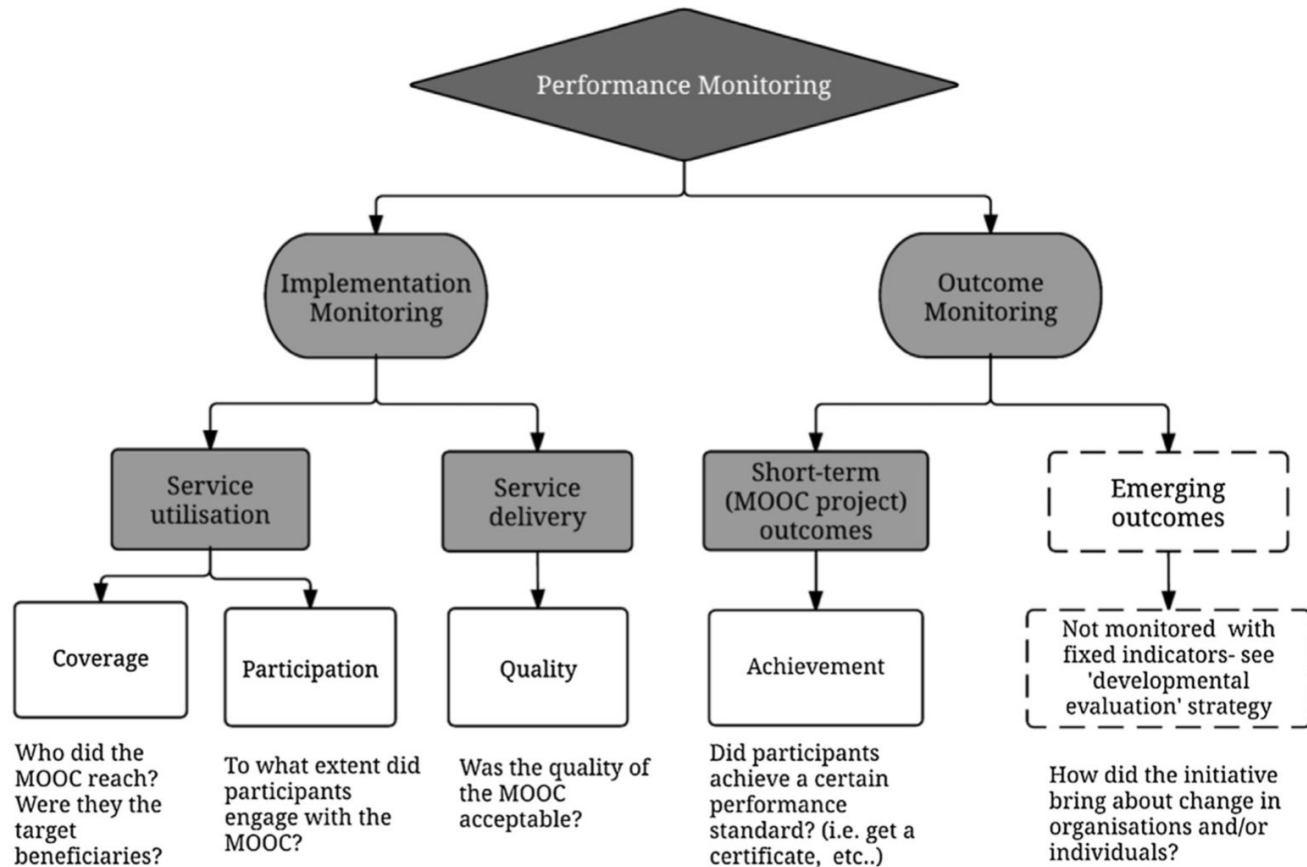 Performance Monitoring
Implementation
Monitoring
Outcome
Monitoring
Service
utilisation
Service
delivery
Short-term
(MOOC project)
outcomes
Emerging
outcomes
Coverage
Participation
Quality
Achievement
Not monitored with
fixed indicators- see
'developmental
evaluation' strategy
Who did the
MOOC reach?
Were they the
target
beneficiaries?
To what extent did
participants
engage with the
MOOC?
Was the quality of
the MOOC
acceptable?
Did participants
achieve a certain
performance
standard? (i.e. get a
certificate, etc..)
How did the initiative
bring about change in
organisations and/or
individuals?